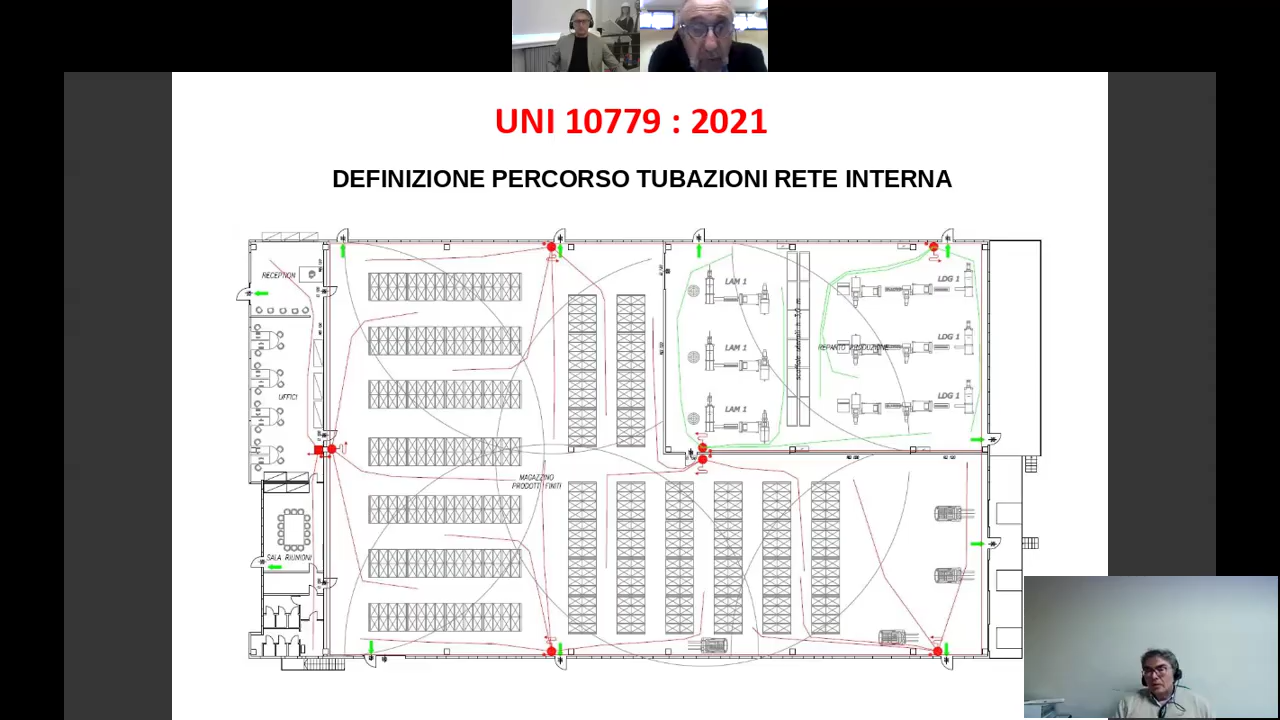 UNI 10779 : 2021
DEFINIZIONE PERCORSO TUBAZIONI RETE INTERNA
RECEPTION
LAM 1
LDG 1
LAM 1
LDG 1
REPARTO PRODUZIONE
UFFICI
LAM 1
LDG 1
MAGAZZINO
PRODOTTI FINITI
SALA RIUNIONI